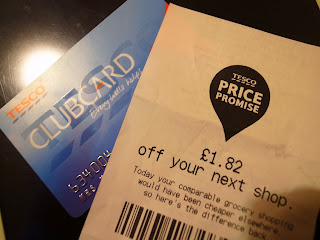 TESCO
CLUBCARD
Every little helps
634004
TESCO
PRICE
PROMISE
£1.82
off your next shop.
Today your comparable grocery shopping
would have been cheaper elsewhere,
so here's the difference back.